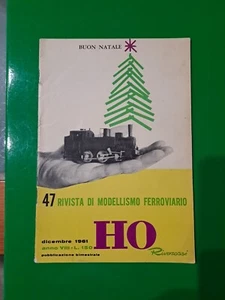 BUON NATALE
47 RIVISTA DI MODELLISMO FERROVIARIO
HO
dicembre 1961
anno VIII - L. 150
pubblicazione bimestrale
Rivarossi